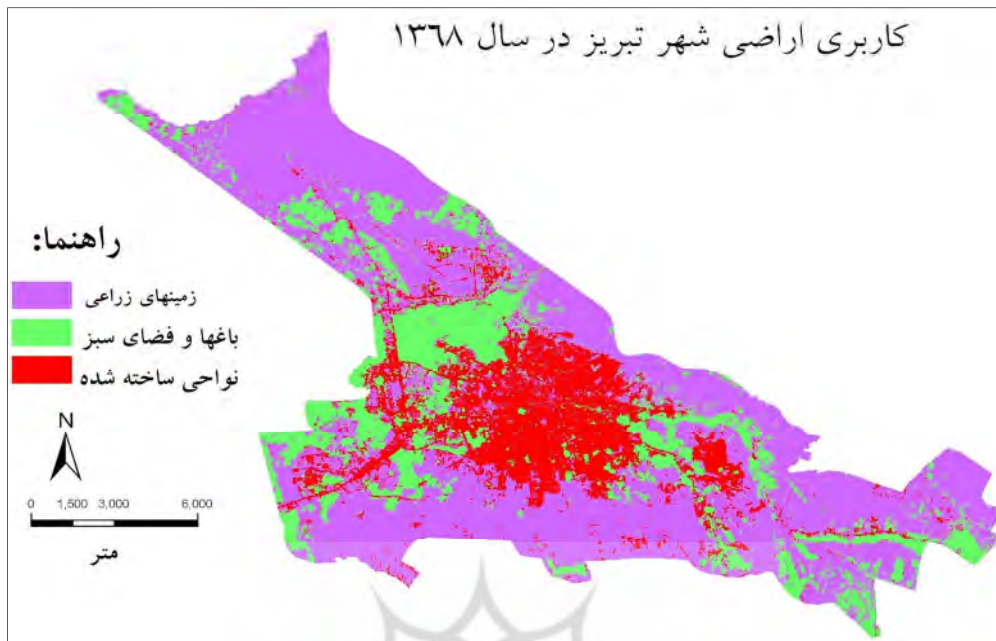 کاربری اراضی شهر تبریز در سال ۱۳٦۸
راهنما:
زمینهای زراعی
باغها و فضای سبز
نواحی ساخته شده
N
0 1,500 3,000 6,000
متر